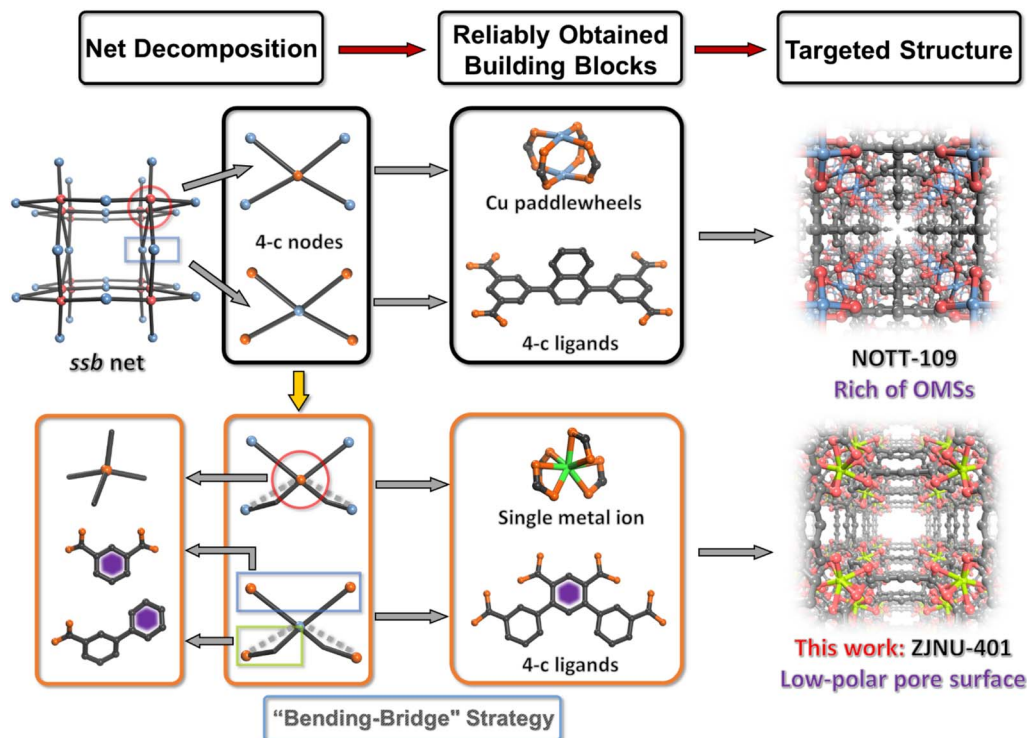 Net Decomposition
Reliably Obtained
Building Blocks
Targeted Structure
4-c nodes
Cu paddlewheels
4-c ligands
ssb net
NOTT-109
Rich of OMSs
Single metal ion
4-c ligands
This work: ZJNU-401
Low-polar pore surface
“Bending-Bridge" Strategy